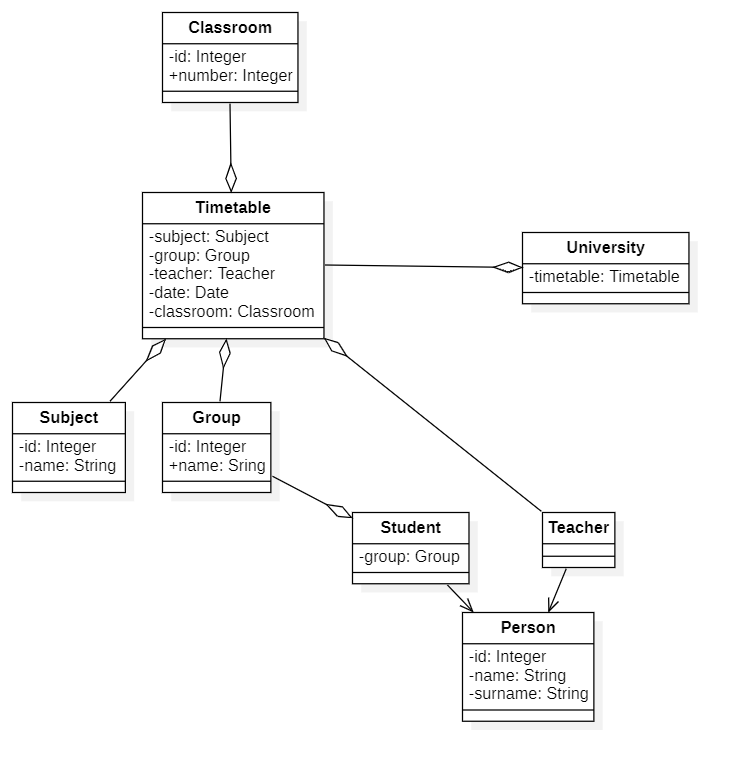 Classroom
-id: Integer
+number: Integer
Timetable
-subject: Subject
-group: Group
-teacher: Teacher
-date: Date
-classroom: Classroom
University
-timetable: Timetable
Subject
-id: Integer
-name: String
Group
-id: Integer
+name: Sring
Student
-group: Group
Teacher
Person
-id: Integer
-name: String
-surname: String